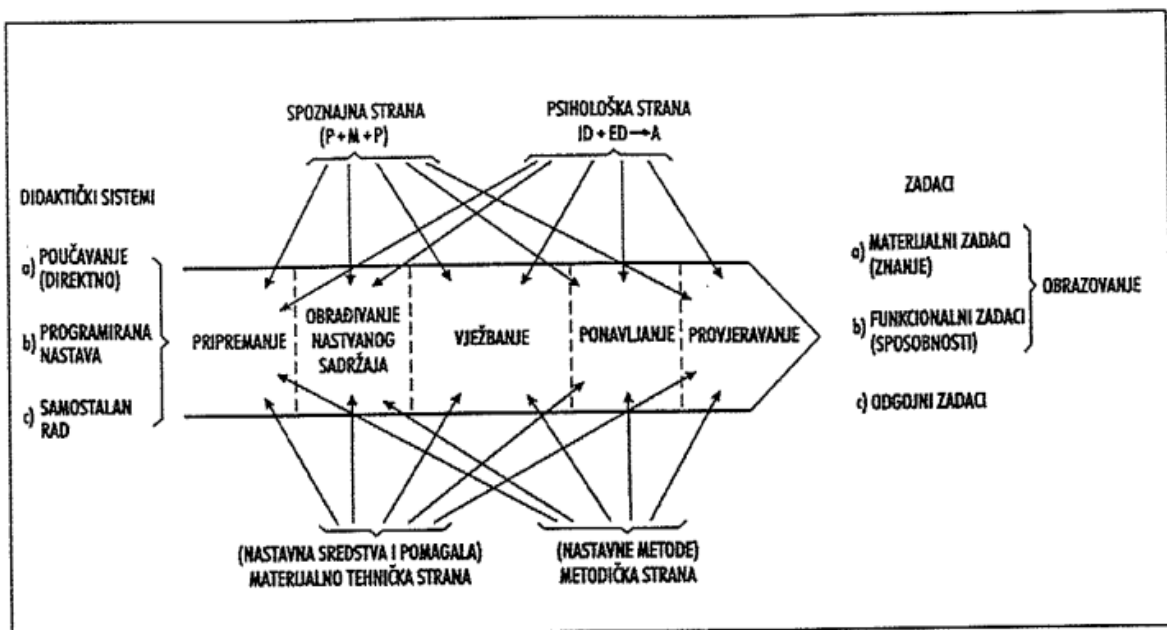 SPOZNAJNA STRANA
(P + M + P)
PSIHOLOŠKA STRANA
ID + ED → A
DIDAKTIČKI SISTEMI
a) POUČAVANJE
(DIREKTNO)
b) PROGRAMIRANA
NASTAVA
c) SAMOSTALAN
RAD
PRIPREMANJE
OBRAĐIVANJE
NASTVANOG
SADRŽAJA
VJEŽBANJE
PONAVLJANJE
PROVJERAVANJE
ZADACI
a) MATERIJALNI ZADACI
(ZNANJE)
b) FUNKCIONALNI ZADACI
(SPOSOBNOSTI)
c) ODGOJNI ZADACI
OBRAZOVANJE
(NASTAVNA SREDSTVA I POMAGALA)
MATERIJALNO TEHNIČKA STRANA
(NASTAVNE METODE)
METODIČKA STRANA